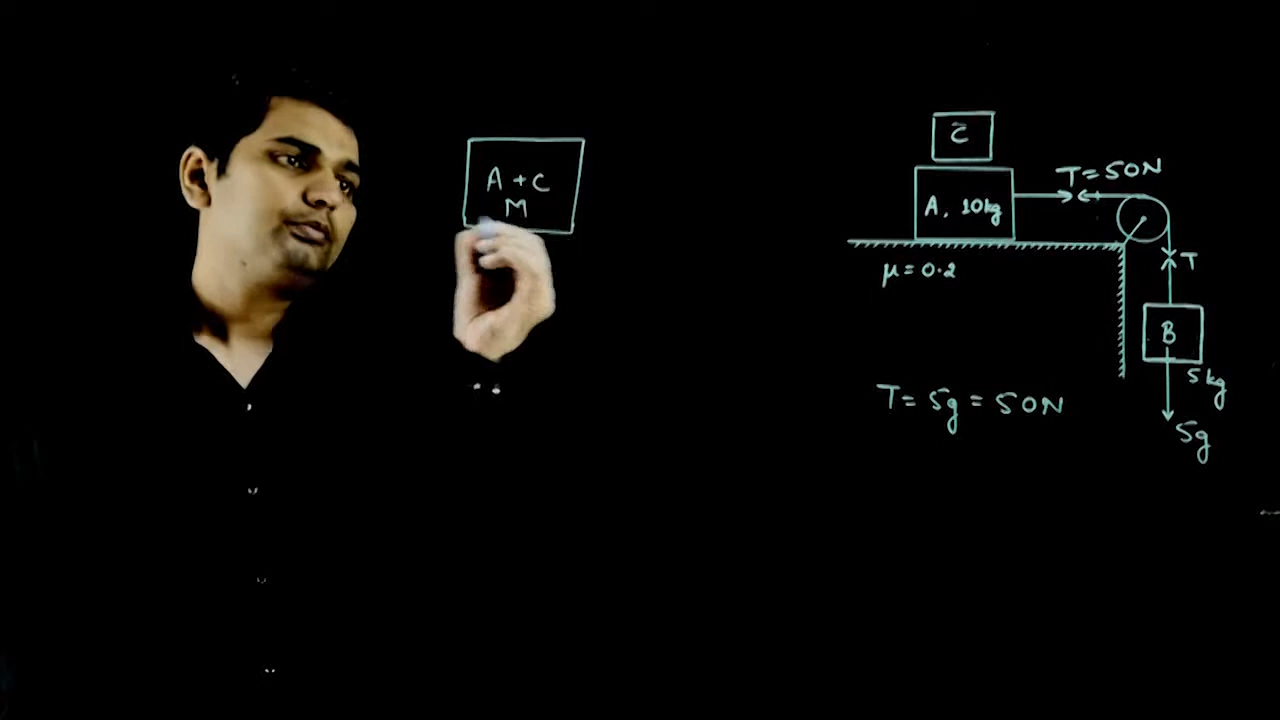 A + C
M
C
A, 10kg
T = 50N
μ = 0.2
T
B
5kg
5g
T = 5g = 50N